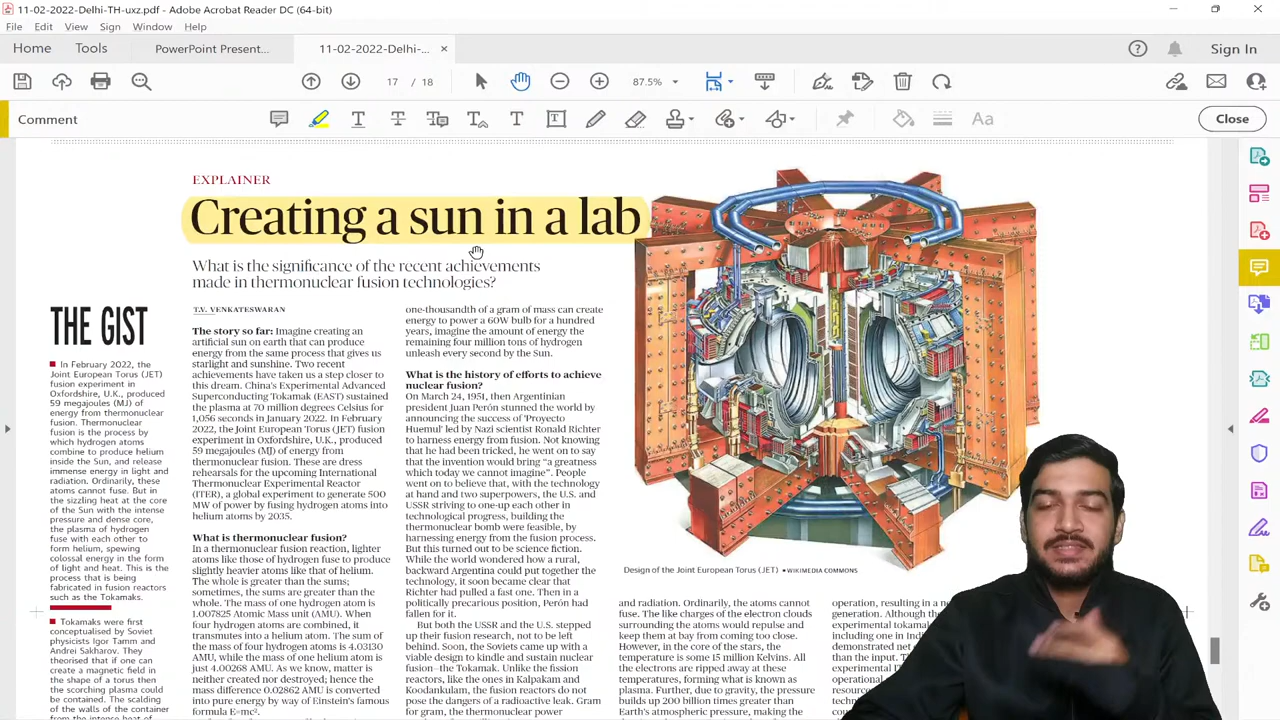 11-02-2022-Delhi-TH-uxz.pdf - Adobe Acrobat Reader DC (64-bit)
File Edit View Sign Window Help
Home Tools PowerPoint Present... 11-02-2022-Delhi-... × Sign In
17 / 18 87.5%
Comment Close
EXPLAINER
Creating a sun in a lab
What is the significance of the recent achievements
made in thermonuclear fusion technologies?
THE GIST
In February 2022, the
Joint European Torus (JET)
fusion experiment in
Oxfordshire, U.K., produced
59 megajoules (MJ) of
energy from thermonuclear
fusion. Thermonuclear
fusion is the process by
which hydrogen atoms
combine to produce helium
inside the Sun, and release
immense energy in light and
radiation. Ordinarily, these
atoms cannot fuse. But in
the sizzling heat at the core
of the Sun with the intense
pressure and dense core,
the plasma of hydrogen
fuse with each other to
form helium, spewing
colossal energy in the form
of light and heat. This is the
process that is being
fabricated in fusion reactors
such as the Tokamaks.
Tokamaks were first
conceptualised by Soviet
physicists Igor Tamm and
Andrei Sakharov. They
theorised that if one can
create a magnetic field in
the shape of a torus then
the scorching plasma could
be contained. The scalding
of the walls of the container
from the intense heat of
T.V. VENKATESWARAN
The story so far: Imagine creating an
artificial sun on earth that can produce
energy from the same process that gives us
starlight and sunshine. Two recent
achievements have taken us a step closer to
this dream. China's Experimental Advanced
Superconducting Tokamak (EAST) sustained
the plasma at 70 million degrees Celsius for
1,056 seconds in January 2022. In February
2022, the Joint European Torus (JET) fusion
experiment in Oxfordshire, U.K., produced
59 megajoules (MJ) of energy from
thermonuclear fusion. These are dress
rehearsals for the upcoming International
Thermonuclear Experimental Reactor
(ITER), a global experiment to generate 500
MW of power by fusing hydrogen atoms into
helium atoms by 2035.
What is thermonuclear fusion?
In a thermonuclear fusion reaction, lighter
atoms like those of hydrogen fuse to produce
slightly heavier atoms like that of helium.
The whole is greater than the sums;
sometimes, the sums are greater than the
whole. The mass of one hydrogen atom is
1.007825 Atomic Mass unit (AMU). When
four hydrogen atoms are combined, it
transmutes into a helium atom. The sum of
the mass of four hydrogen atoms is 4.03130
AMU, while the mass of one helium atom is
just 4.00268 AMU. As we know, matter is
neither created nor destroyed; hence the
mass difference 0.02862 AMU is converted
into pure energy by way of Einstein's famous
formula E=mc².
one-thousandth of a gram of mass can create
energy to power a 60W bulb for a hundred
years, imagine the amount of energy the
remaining four million tons of hydrogen
unleash every second by the Sun.
What is the history of efforts to achieve
nuclear fusion?
On March 24, 1951, then Argentinian
president Juan Perón stunned the world by
announcing the success of 'Proyecto
Huemul' led by Nazi scientist Ronald Richter
to harness energy from fusion. Not knowing
that he had been tricked, he went on to say
that the invention would bring "a greatness
which today we cannot imagine". People
went on to believe that, with the technology
at hand and two superpowers, the U.S. and
USSR striving to one-up each other in
technological progress, building the
thermonuclear bomb were feasible, by
harnessing energy from the fusion process.
But this turned out to be science fiction.
While the world wondered how a rural,
backward Argentina could put together the
technology, it soon became clear that
Richter had pulled a fast one. Then in a
politically precarious position, Perón had
fallen for it.
But both the USSR and the U.S. stepped
up their fusion research, not to be left
behind. Soon, the Soviets came up with a
viable design to kindle and sustain nuclear
fusion–the Tokamak. Unlike the fission
reactors, like the ones in Kalpakam and
Koodankulam, the fusion reactors do not
pose the dangers of a radioactive leak. Gram
for gram, the thermonuclear power
Design of the Joint European Torus (JET) • WIKIMEDIA COMMONS
and radiation. Ordinarily, the atoms cannot
fuse. The like charges of the electron clouds
surrounding the atoms would repulse and
keep them at bay from coming too close.
However, in the core of the stars, the
temperature is some 15 million Kelvins. All
the electrons are ripped away at these
temperatures, forming what is known as
plasma. Further, due to gravity, the pressure
builds up 200 billion times greater than
Earth's atmospheric pressure, making the
operation, resulting in a ne
generation. Although the
experimental tokamak
including one in Indi
demonstrated net
than the input.
experimental
resour